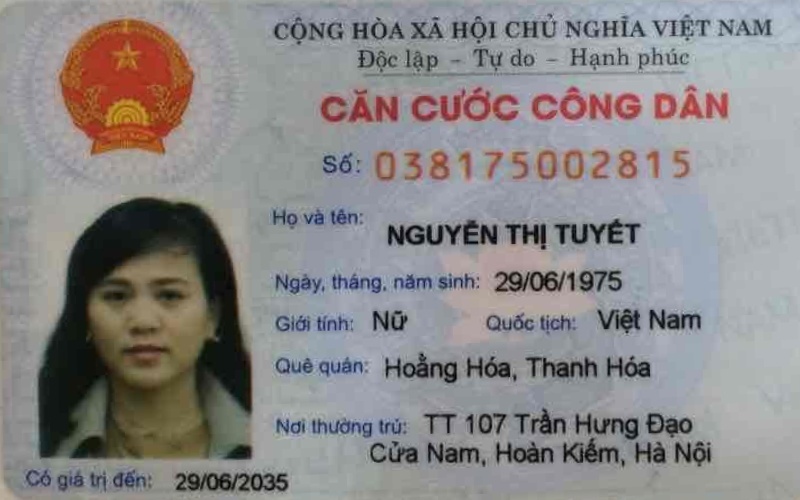 CỘNG HÒA XÃ HỘI CHỦ NGHĨA VIỆT NAM
Độc lập - Tự do - Hạnh phúc
CĂN CƯỚC CÔNG DÂN
Số: 038175002815
Họ và tên: NGUYỄN THỊ TUYẾT
Ngày, tháng, năm sinh: 29/06/1975
Giới tính: Nữ Quốc tịch: Việt Nam
Quê quán: Hoằng Hóa, Thanh Hóa
Nơi thường trú: TT 107 Trần Hưng Đạo
Cửa Nam, Hoàn Kiếm, Hà Nội
Có giá trị đến: 29/06/2035